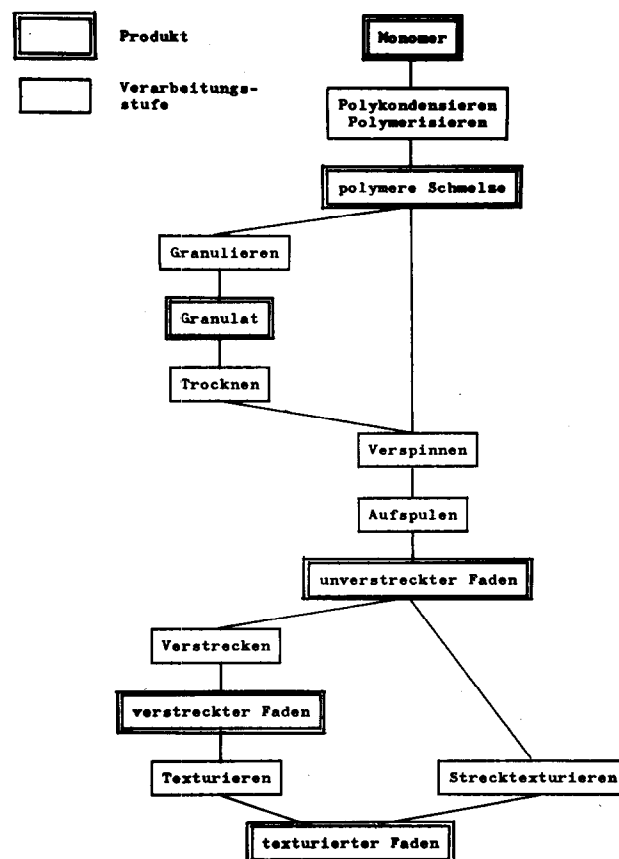 Produkt
Verarbeitungs-
stufe
Monomer
Polykondensieren
Polymerisieren
polymere Schmelze
Granulieren
Granulat
Trocknen
Verspinnen
Aufspulen
unverstreckter Faden
Verstrecken
verstreckter Faden
Texturieren
Strecktexturieren
texturierter Faden